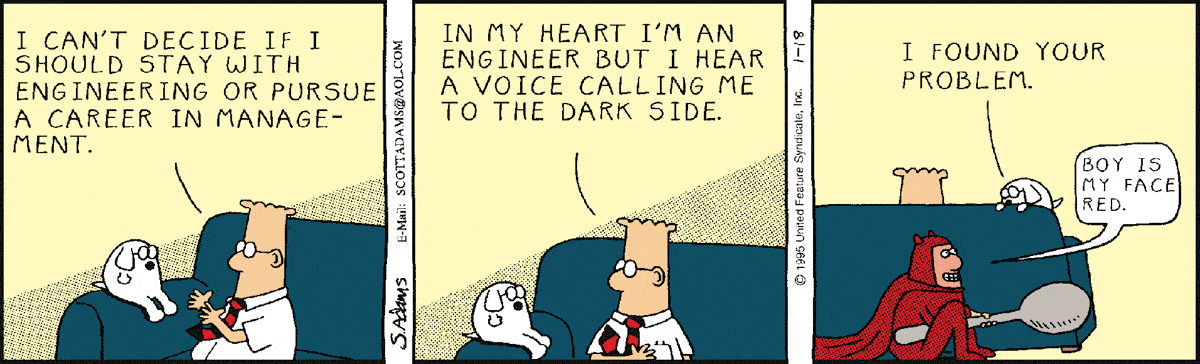 I CAN'T DECIDE IF I
SHOULD STAY WITH
ENGINEERING OR PURSUE
A CAREER IN MANAGE-
MENT.
S.Adams
E-Mail: SCOTTADAMS@AOL.COM
IN MY HEART I'M AN
ENGINEER BUT I HEAR
A VOICE CALLING ME
TO THE DARK SIDE.
© 1995 United Feature Syndicate, Inc. 1-18
I FOUND YOUR
PROBLEM.
BOY IS
MY FACE
RED.